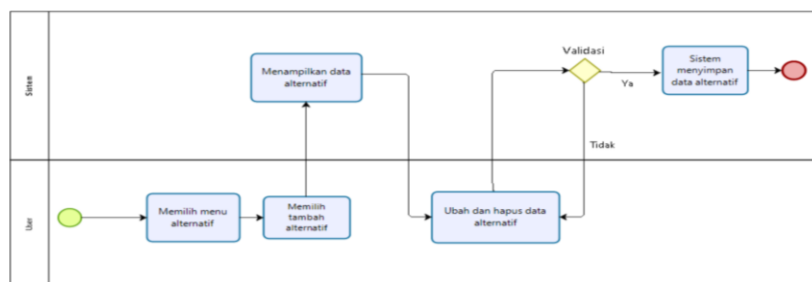 Sistem
Validasi
Menampilkan data
alternatif
Sistem
menyimpan
data alternatif
Ya
Tidak
User
Memilih menu
alternatif
Memilih
tambah
alternatif
Ubah dan hapus data
alternatif